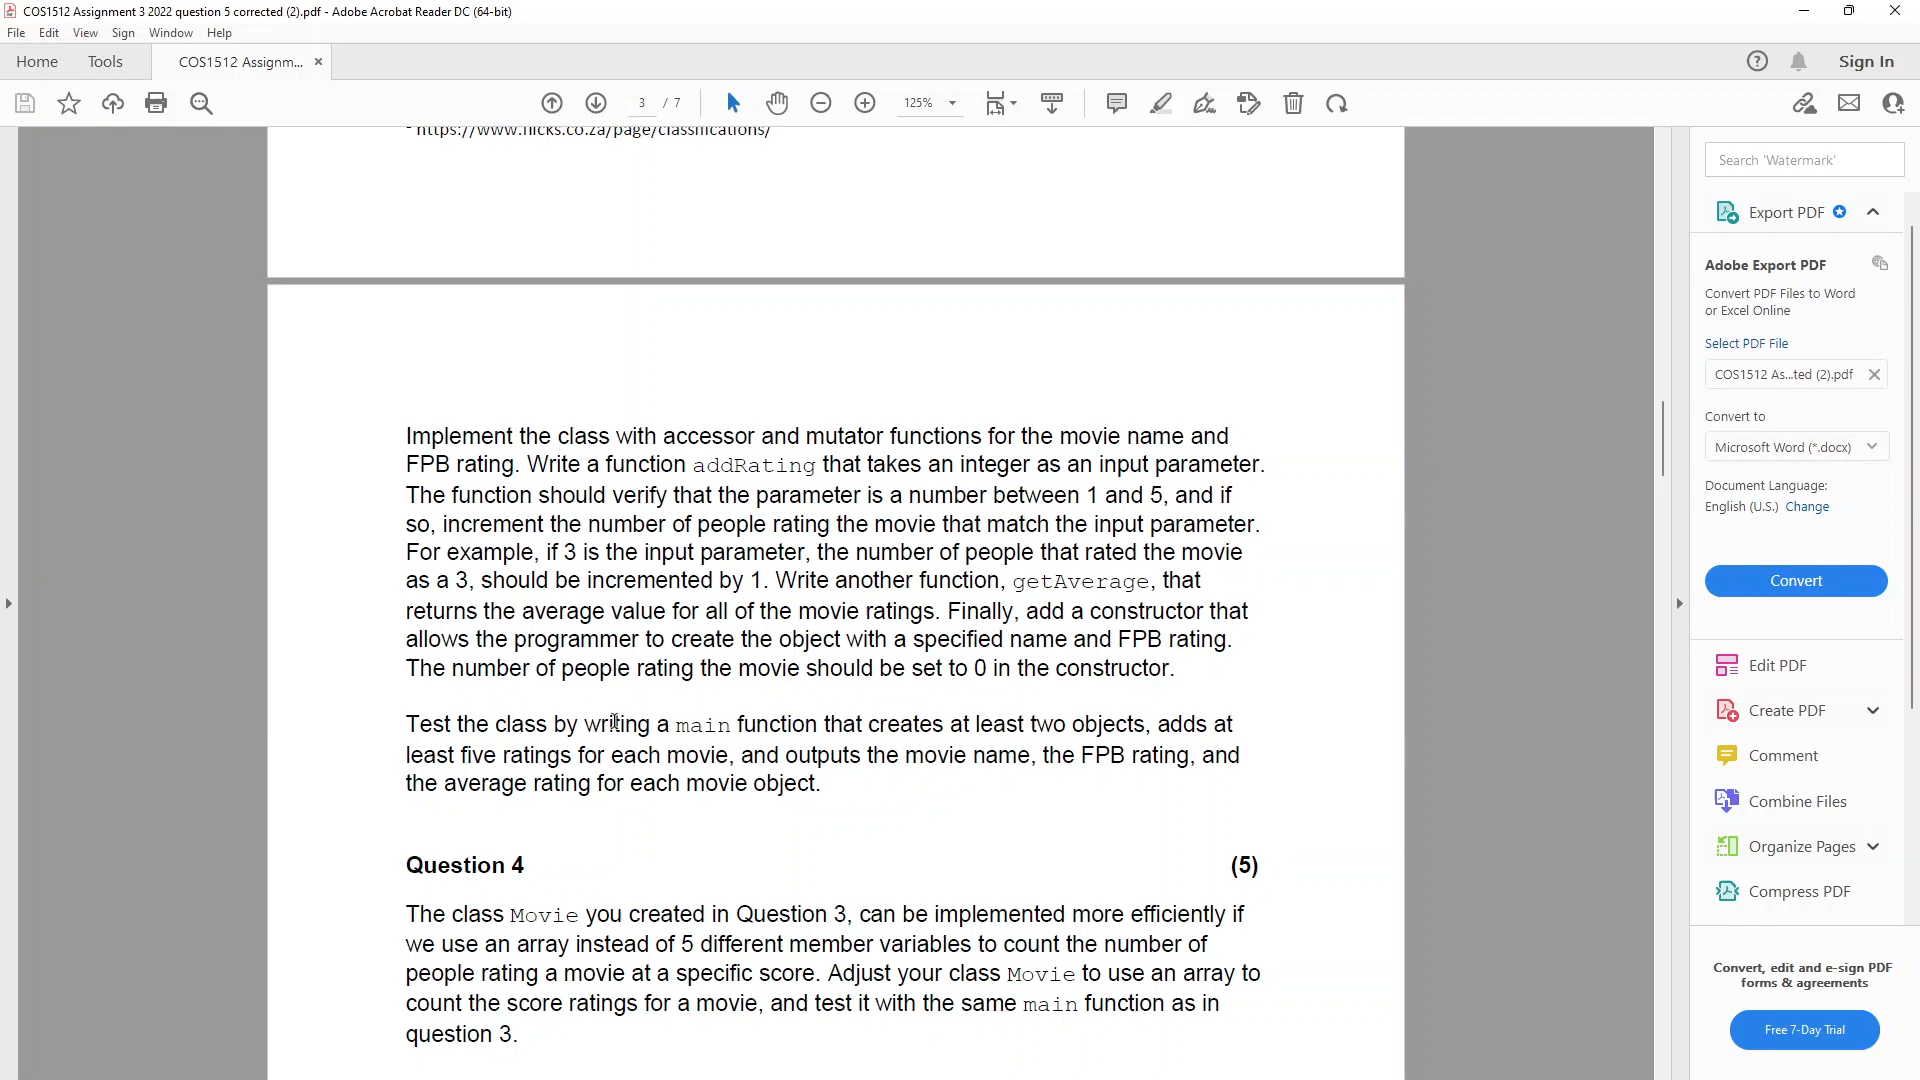 COS1512 Assignment 3 2022 question 5 corrected (2).pdf - Adobe Acrobat Reader DC (64-bit)
File Edit View Sign Window Help
Home Tools COS1512 Assignm... ×
Sign In
3 / 7
125%
https://www.flicks.co.za/page/classifications/
Implement the class with accessor and mutator functions for the movie name and
FPB rating. Write a function addRating that takes an integer as an input parameter.
The function should verify that the parameter is a number between 1 and 5, and if
so, increment the number of people rating the movie that match the input parameter.
For example, if 3 is the input parameter, the number of people that rated the movie
as a 3, should be incremented by 1. Write another function, getAverage, that
returns the average value for all of the movie ratings. Finally, add a constructor that
allows the programmer to create the object with a specified name and FPB rating.
The number of people rating the movie should be set to 0 in the constructor.
Test the class by writing a main function that creates at least two objects, adds at
least five ratings for each movie, and outputs the movie name, the FPB rating, and
the average rating for each movie object.
Question 4 (5)
The class Movie you created in Question 3, can be implemented more efficiently if
we use an array instead of 5 different member variables to count the number of
people rating a movie at a specific score. Adjust your class Movie to use an array to
count the score ratings for a movie, and test it with the same main function as in
question 3.
Search 'Watermark'
Export PDF
Adobe Export PDF
Convert PDF Files to Word
or Excel Online
Select PDF File
COS1512 As...ted (2).pdf
Convert to
Microsoft Word (*.docx)
Document Language:
English (U.S.) Change
Convert
Edit PDF
Create PDF
Comment
Combine Files
Organize Pages
Compress PDF
Convert, edit and e-sign PDF
forms & agreements
Free 7-Day Trial